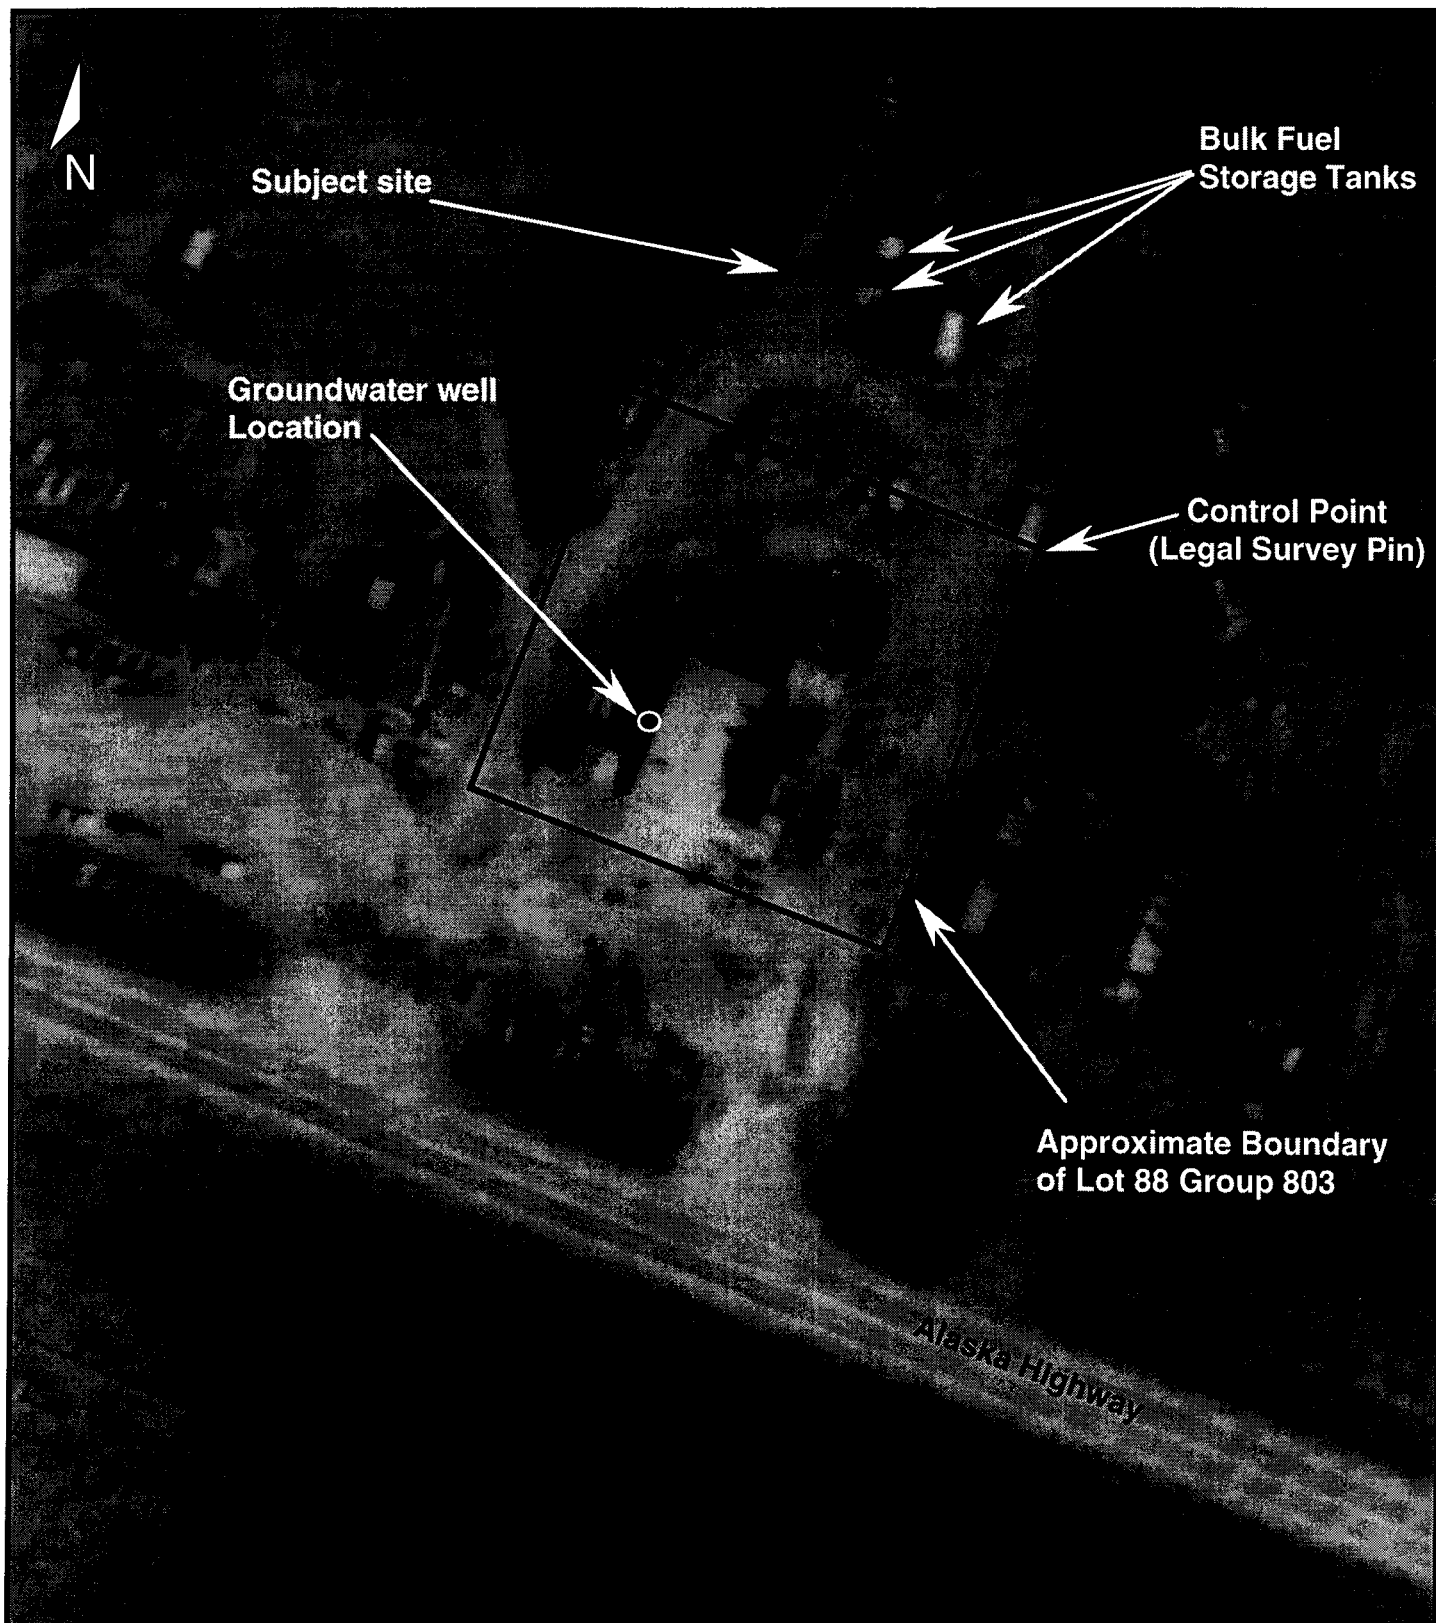 N
Subject site
Bulk Fuel
Storage Tanks
Groundwater well
Location
Control Point
(Legal Survey Pin)
Approximate Boundary
of Lot 88 Group 803
Alaska Highway